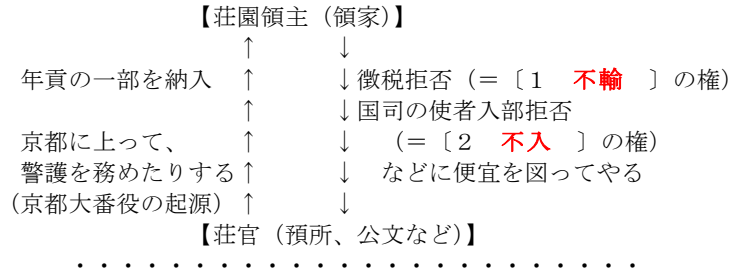 【荘園領主（領家）】
↑ ↓
年貢の一部を納入 ↑ ↓徴税拒否（＝〔１ 不輸 〕の権）
↑ ↓国司の使者入部拒否
京都に上って、 ↑ ↓ （＝〔２ 不入 〕の権）
警護を務めたりする↑ ↓ などに便宜を図ってやる
（京都大番役の起源）↑ ↓
【荘官（預所、公文など）】
・・・・・・・・・・・・・・・・・・・・・・・・